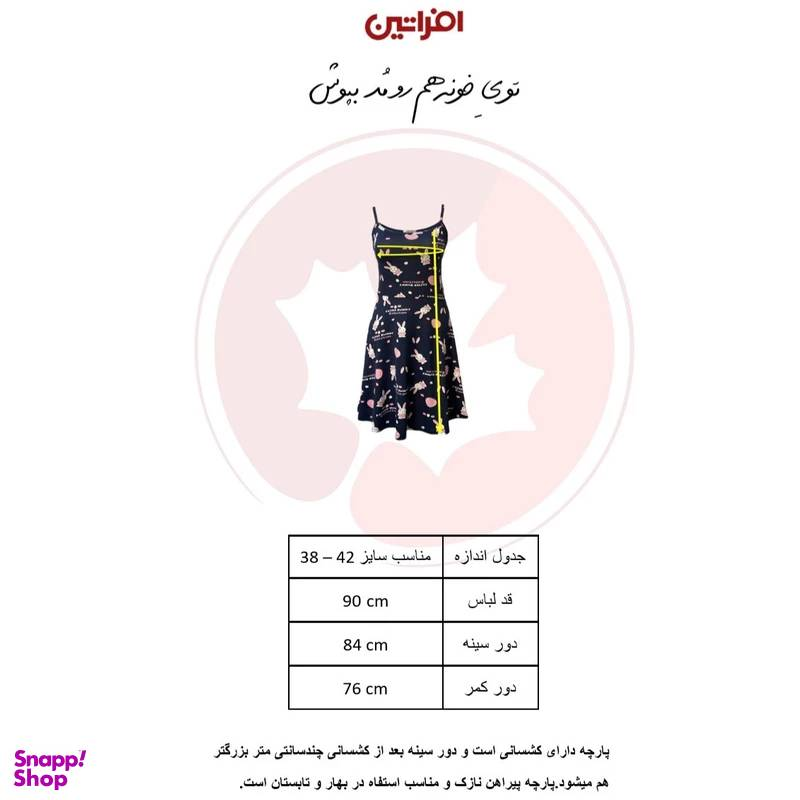 افراتین
توی خونه هم رو مُد بپوش
جدول اندازه	مناسب سایز 42 – 38
قد لباس	90 cm
دور سینه	84 cm
دور کمر	76 cm
پارچه دارای کشسانی است و دور سینه بعد از کشسانی چندسانتی متر بزرگتر
هم میشود.پارچه پیراهن نازک و مناسب استفاه در بهار و تابستان است.
Snapp!
Shop